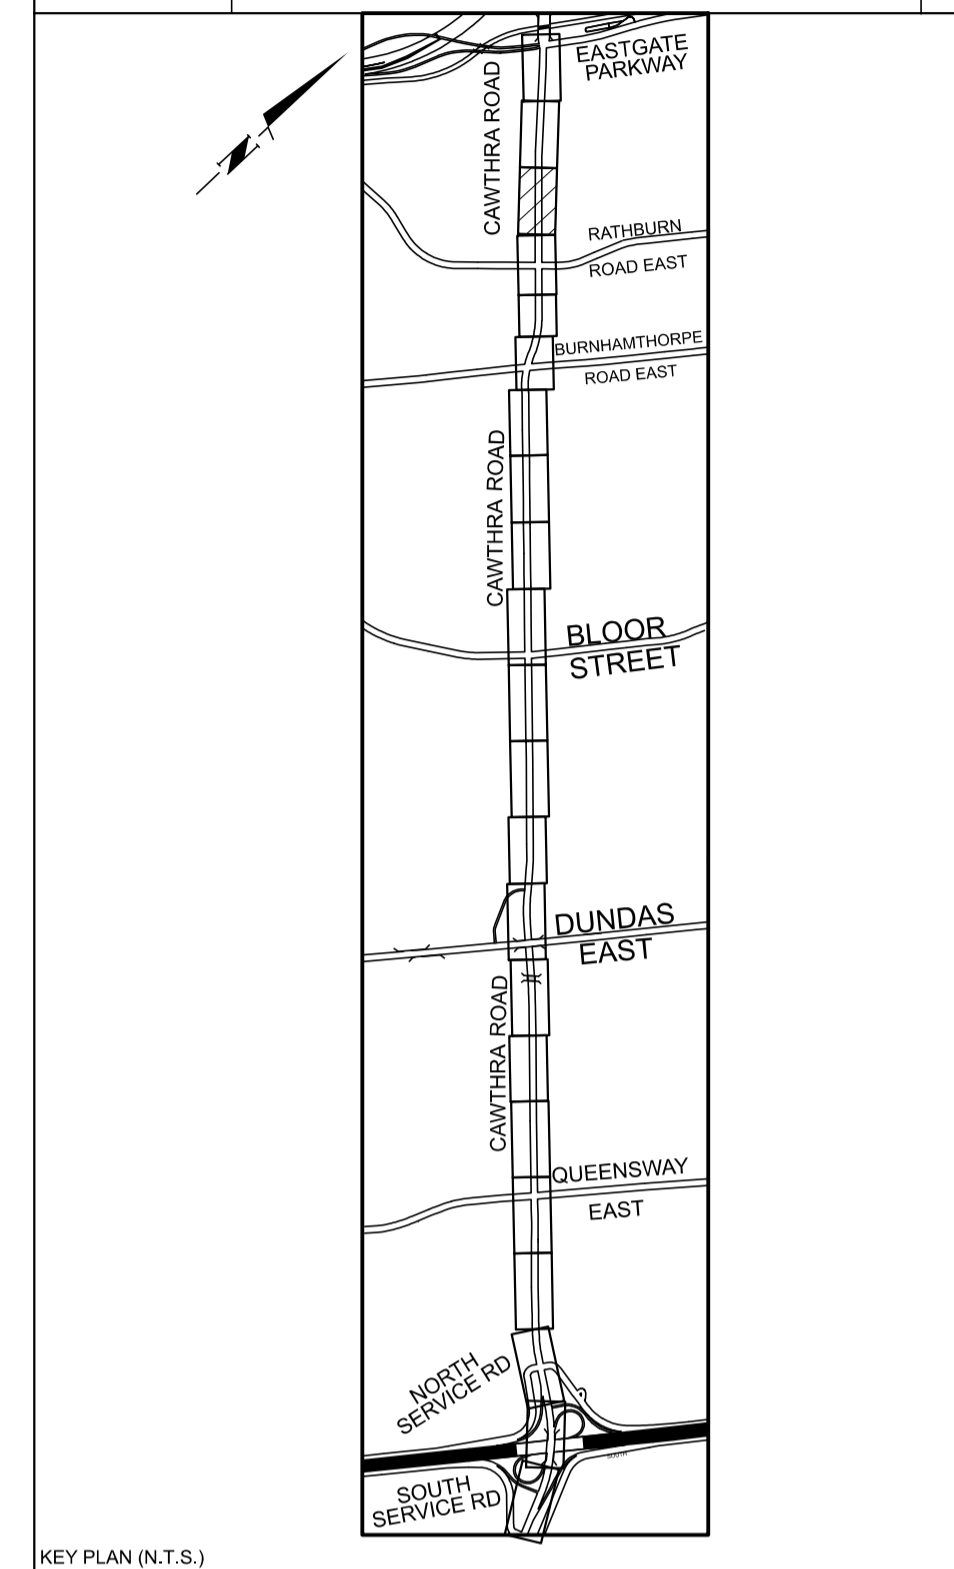 EASTGATE
PARKWAY
CAWTHRA ROAD
N
RATHBURN
ROAD EAST
BURNHAMTHORPE
ROAD EAST
CAWTHRA ROAD
BLOOR
STREET
DUNDAS
EAST
CAWTHRA ROAD
QUEENSWAY
EAST
NORTH
SERVICE RD
SOUTH
SOUTH
SERVICE RD
KEY PLAN (N.T.S.)